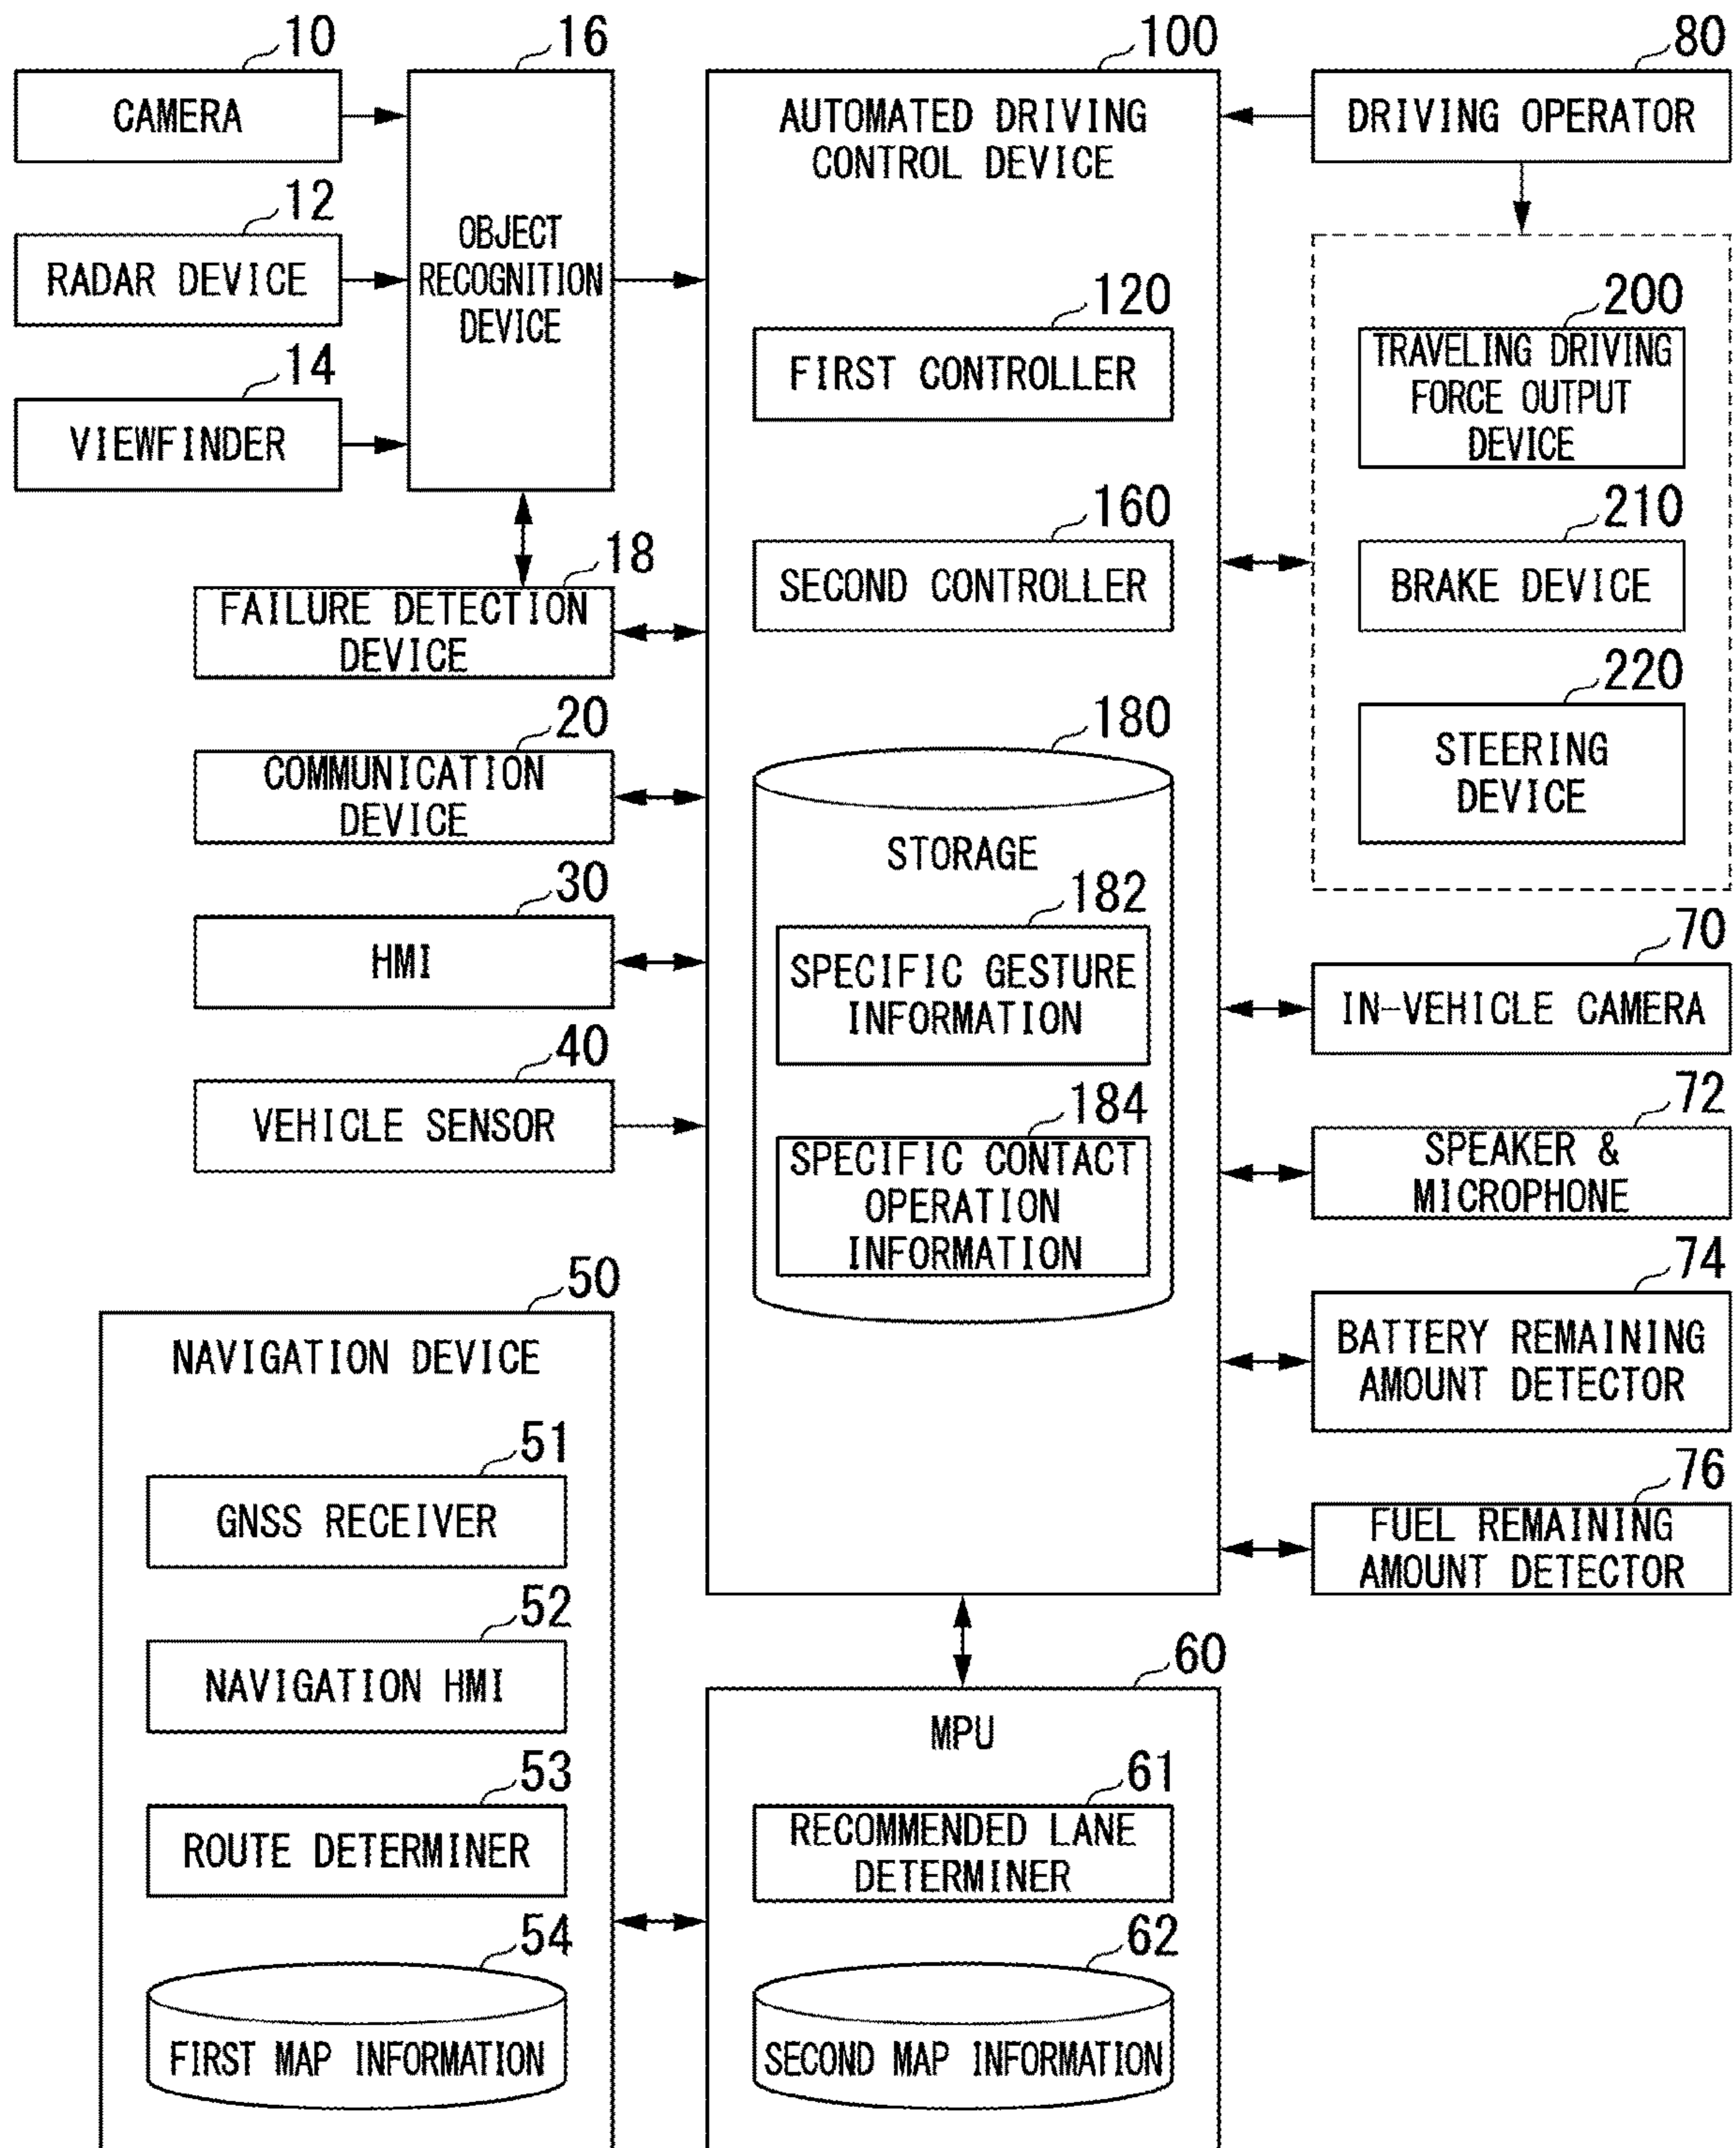 10
CAMERA
12
RADAR DEVICE
14
VIEWFINDER
16
OBJECT
RECOGNITION
DEVICE
18
FAILURE DETECTION
DEVICE
20
COMMUNICATION
DEVICE
30
HMI
40
VEHICLE SENSOR
50
NAVIGATION DEVICE
51
GNSS RECEIVER
52
NAVIGATION HMI
53
ROUTE DETERMINER
54
FIRST MAP INFORMATION
100
AUTOMATED DRIVING
CONTROL DEVICE
120
FIRST CONTROLLER
160
SECOND CONTROLLER
180
STORAGE
182
SPECIFIC GESTURE
INFORMATION
184
SPECIFIC CONTACT
OPERATION
INFORMATION
60
MPU
61
RECOMMENDED LANE
DETERMINER
62
SECOND MAP INFORMATION
80
DRIVING OPERATOR
200
TRAVELING DRIVING
FORCE OUTPUT
DEVICE
210
BRAKE DEVICE
220
STEERING
DEVICE
70
IN-VEHICLE CAMERA
72
SPEAKER &
MICROPHONE
74
BATTERY REMAINING
AMOUNT DETECTOR
76
FUEL REMAINING
AMOUNT DETECTOR